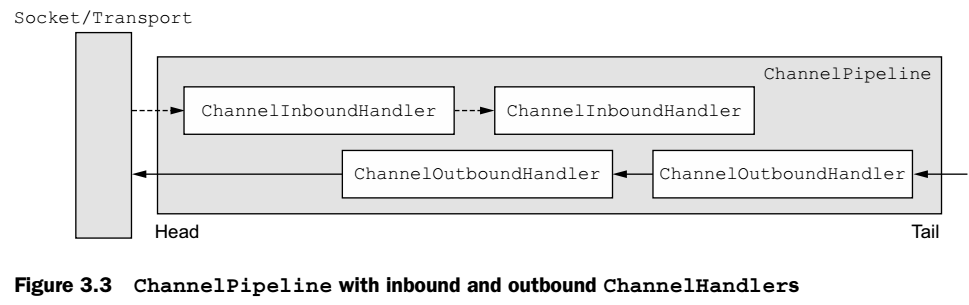 Socket/Transport
ChannelPipeline
ChannelInboundHandler
ChannelInboundHandler
ChannelOutboundHandler
ChannelOutboundHandler
Head
Tail
Figure 3.3 ChannelPipeline with inbound and outbound ChannelHandlers